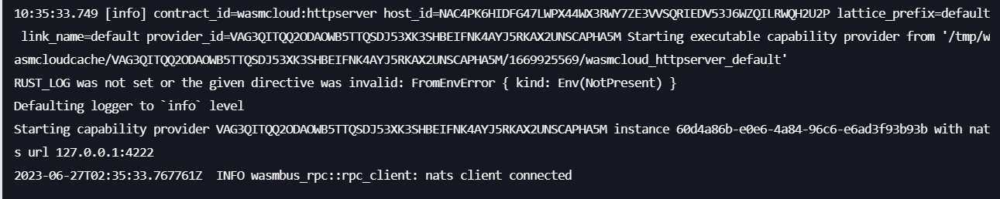 10:35:33.749 [info] contract_id=wasmcloud:httpserver host_id=NAC4PK6HIDFG47LWPX44WX3RWY7ZE3VVSQRIEDV53J6WZQILRWQH2U2P lattice_prefix=default
link_name=default provider_id=VAG3QITQQ2ODAOWB5TTQSDJ53XK3SHBEIFNK4AYJ5RKAX2UNSCAPHA5M Starting executable capability provider from '/tmp/w
asmcloudcache/VAG3QITQQ2ODAOWB5TTQSDJ53XK3SHBEIFNK4AYJ5RKAX2UNSCAPHA5M/1669925569/wasmcloud_httpserver_default'
RUST_LOG was not set or the given directive was invalid: FromEnvError { kind: Env(NotPresent) }
Defaulting logger to `info` level
Starting capability provider VAG3QITQQ2ODAOWB5TTQSDJ53XK3SHBEIFNK4AYJ5RKAX2UNSCAPHA5M instance 60d4a86b-e0e6-4a84-96c6-e6ad3f93b93b with nat
s url 127.0.0.1:4222
2023-06-27T02:35:33.767761Z  INFO wasmbus_rpc::rpc_client: nats client connected